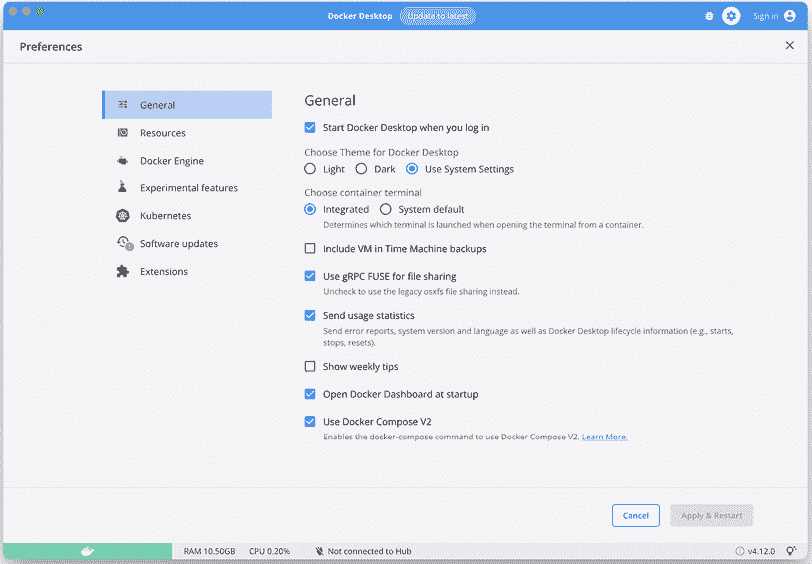 Docker Desktop Update to latest Sign in
Preferences
General
Resources
Docker Engine
Experimental features
Kubernetes
Software updates
Extensions
General
Start Docker Desktop when you log in
Choose Theme for Docker Desktop
Light Dark Use System Settings
Choose container terminal
Integrated System default
Determines which terminal is launched when opening the terminal from a container.
Include VM in Time Machine backups
Use gRPC FUSE for file sharing
Uncheck to use the legacy osxfs file sharing instead.
Send usage statistics
Send error reports, system version and language as well as Docker Desktop lifecycle information (e.g., starts,
stops, resets).
Show weekly tips
Open Docker Dashboard at startup
Use Docker Compose V2
Enables the docker-compose command to use Docker Compose V2. Learn More.
Cancel Apply & Restart
RAM 10.50GB CPU 0.20% Not connected to Hub v4.12.0